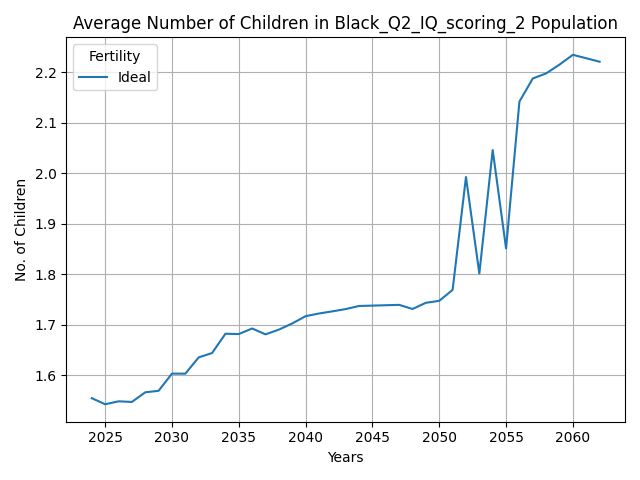 Average Number of Children in Black_Q2_IQ_scoring_2 Population
Fertility
Ideal
No. of Children
2.2
2.1
2.0
1.9
1.8
1.7
1.6
2025 2030 2035 2040 2045 2050 2055 2060
Years